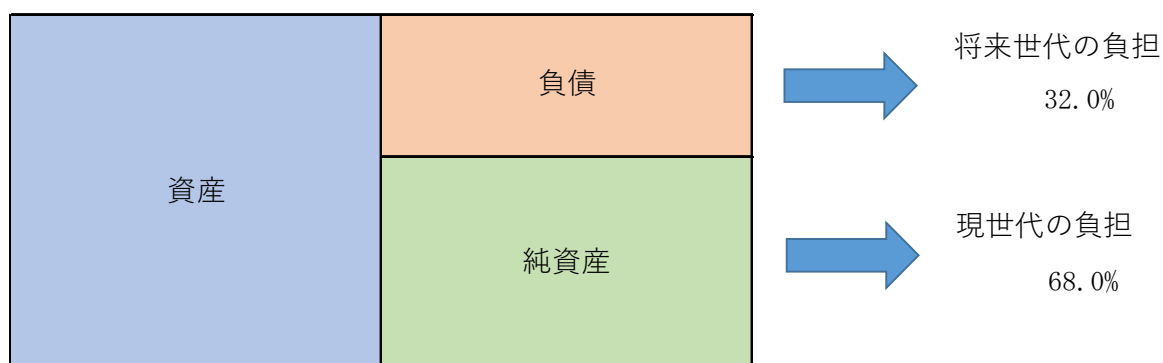 資産
負債
純資産
将来世代の負担
32.0%
現世代の負担
68.0%